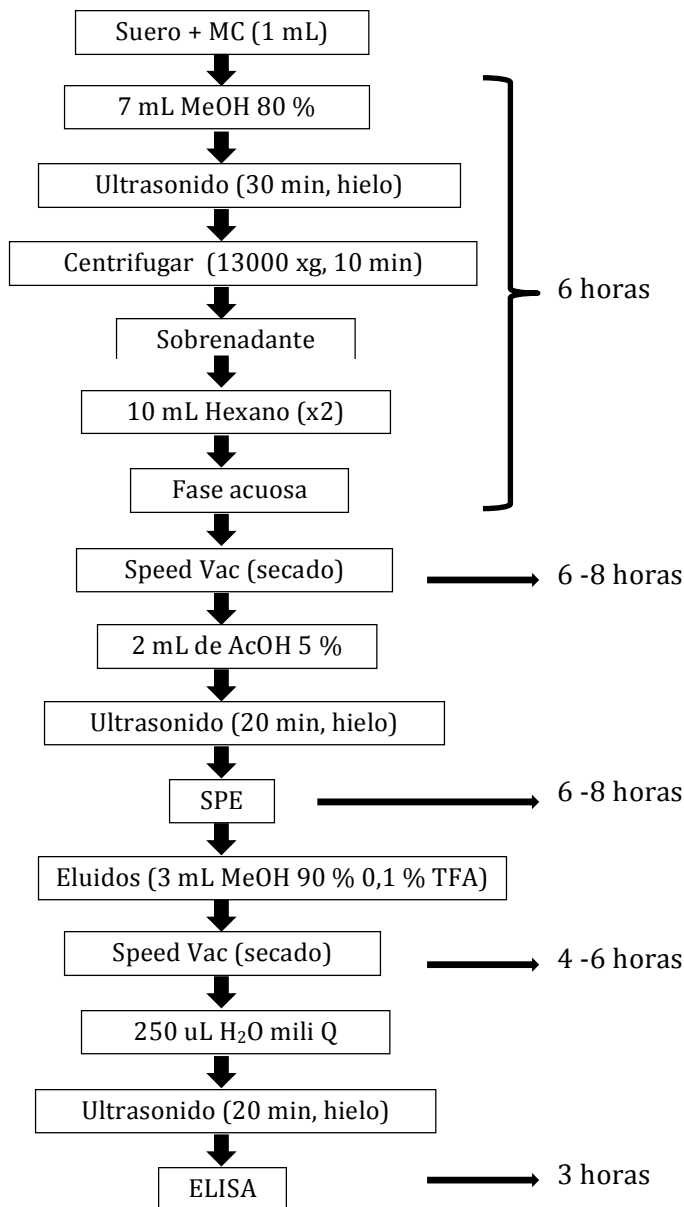 Suero + MC (1 mL)
7 mL MeOH 80 %
Ultrasonido (30 min, hielo)
Centrifugar (13000 xg, 10 min)
6 horas
Sobrenadante
10 mL Hexano (x2)
Fase acuosa
Speed Vac (secado)
6 -8 horas
2 mL de AcOH 5 %
Ultrasonido (20 min, hielo)
SPE
6 -8 horas
Eluidos (3 mL MeOH 90 % 0,1 % TFA)
Speed Vac (secado)
4 -6 horas
250 uL H₂O mili Q
Ultrasonido (20 min, hielo)
ELISA
3 horas